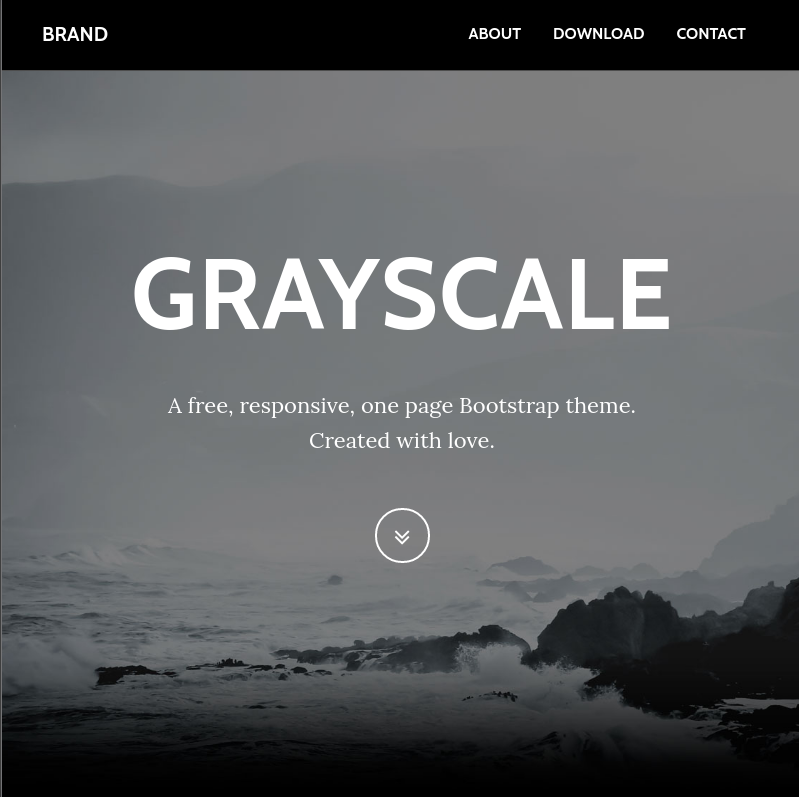 BRAND
ABOUT DOWNLOAD CONTACT
GRAYSCALE
A free, responsive, one page Bootstrap theme.
Created with love.